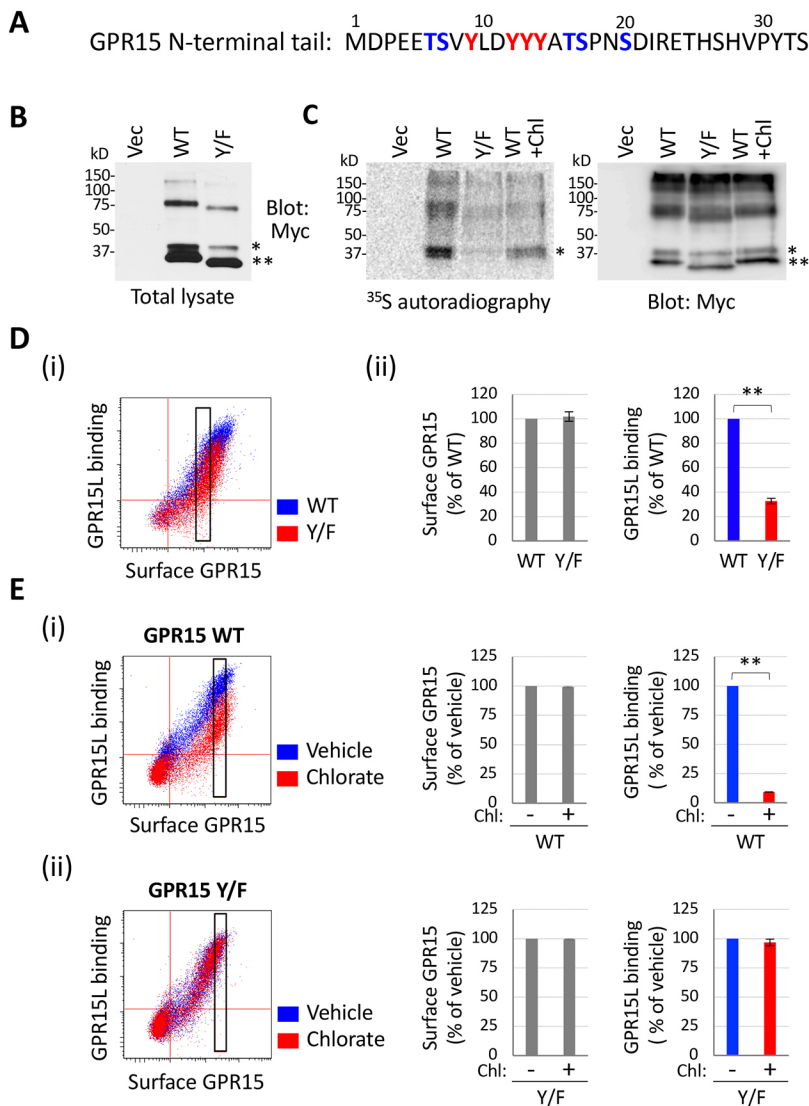 A
1 10 20 30
GPR15 N-terminal tail: MDPEETSVYLDYYYATSPNSDIRETHSHVPYTS
B
Vec WT Y/F
kD
150-
100-
75-
50-
37-
Blot:
Myc
*
**
Total lysate
C
Vec WT Y/F WT +Chl
kD
150-
100-
75-
50-
37-
*
35S autoradiography
Vec WT Y/F WT +Chl
kD
150-
100-
75-
50-
37-
*
**
Blot: Myc
D
(i)
GPR15L binding
Surface GPR15
WT
Y/F
(ii)
Surface GPR15
(% of WT)
120
100
80
60
40
20
0
WT Y/F
GPR15L binding
(% of WT)
120
100
80
60
40
20
0
**
WT Y/F
E
(i)
GPR15 WT
GPR15L binding
Surface GPR15
Vehicle
Chlorate
Surface GPR15
(% of vehicle)
125
100
75
50
25
0
Chl: - +
WT
GPR15L binding
( % of vehicle)
125
100
75
50
25
0
**
Chl: - +
WT
(ii)
GPR15 Y/F
GPR15L binding
Surface GPR15
Vehicle
Chlorate
Surface GPR15
(% of vehicle)
125
100
75
50
25
0
Chl: - +
Y/F
GPR15L binding
( % of vehicle)
125
100
75
50
25
0
Chl: - +
Y/F